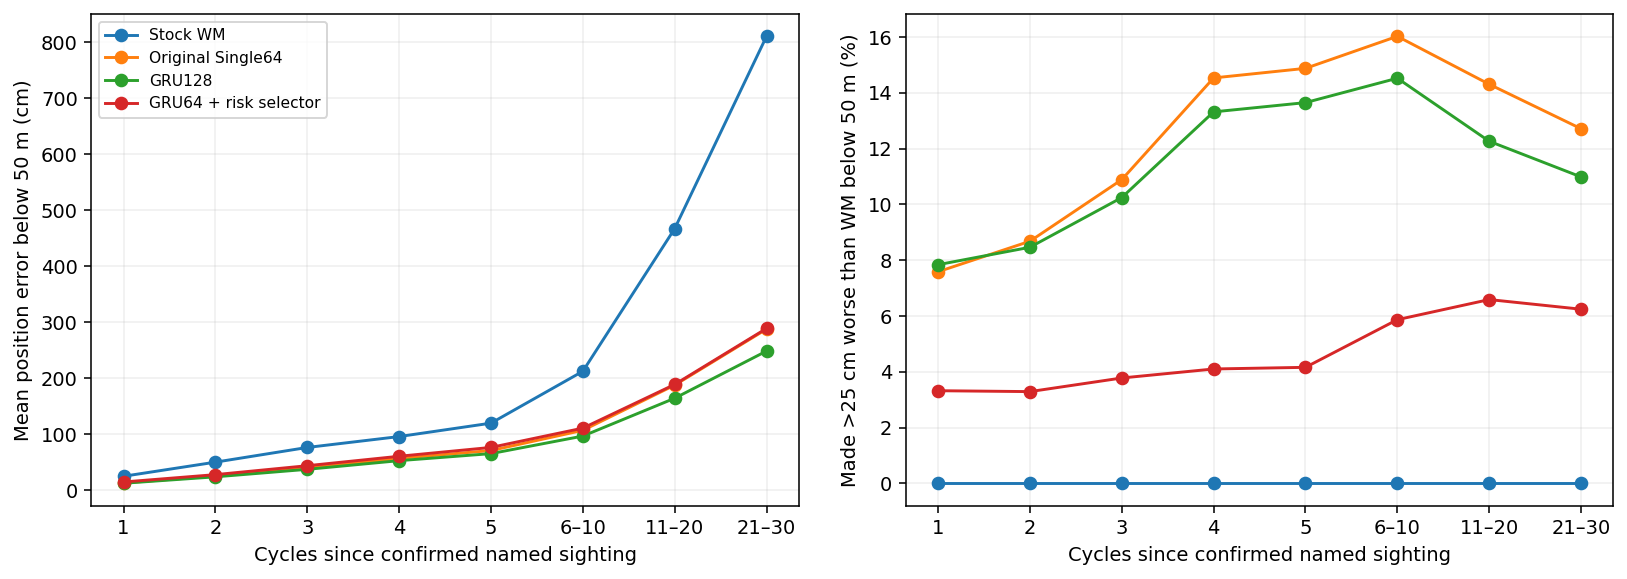 Mean position error below 50 m (cm)
800
700
600
500
400
300
200
100
0
Stock WM
Original Single64
GRU128
GRU64 + risk selector
1 2 3 4 5 6–10 11–20 21–30
Cycles since confirmed named sighting
Made >25 cm worse than WM below 50 m (%)
16
14
12
10
8
6
4
2
0
1 2 3 4 5 6–10 11–20 21–30
Cycles since confirmed named sighting